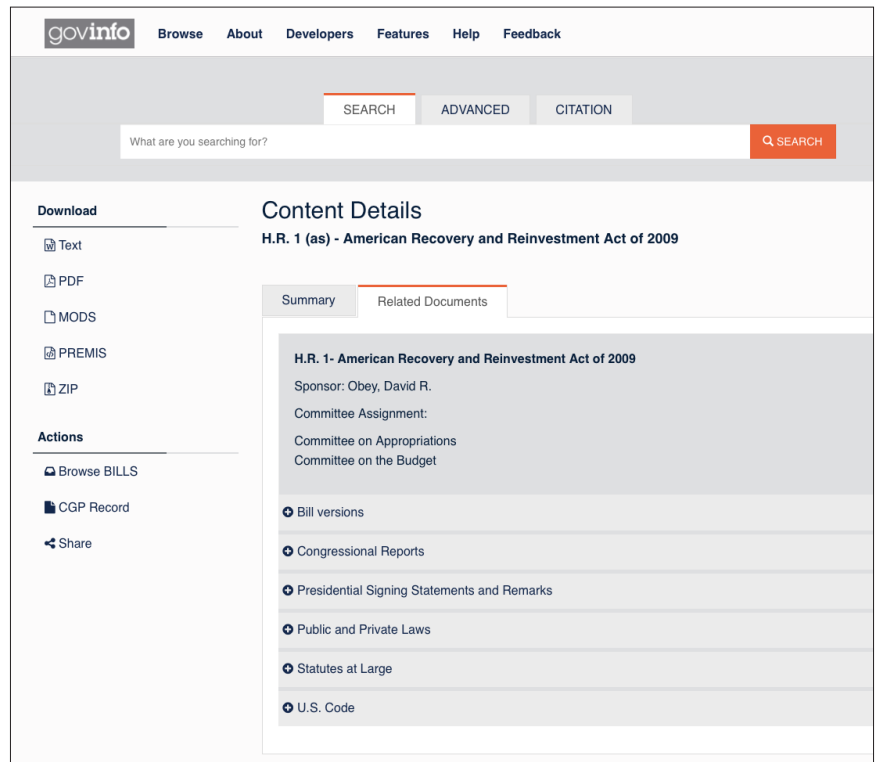 govinfo Browse About Developers Features Help Feedback
SEARCH ADVANCED CITATION
What are you searching for? SEARCH
Download
Text
PDF
MODS
PREMIS
ZIP
Actions
Browse BILLS
CGP Record
Share
Content Details
H.R. 1 (as) - American Recovery and Reinvestment Act of 2009
Summary Related Documents
H.R. 1- American Recovery and Reinvestment Act of 2009
Sponsor: Obey, David R.
Committee Assignment:
Committee on Appropriations
Committee on the Budget
Bill versions
Congressional Reports
Presidential Signing Statements and Remarks
Public and Private Laws
Statutes at Large
U.S. Code